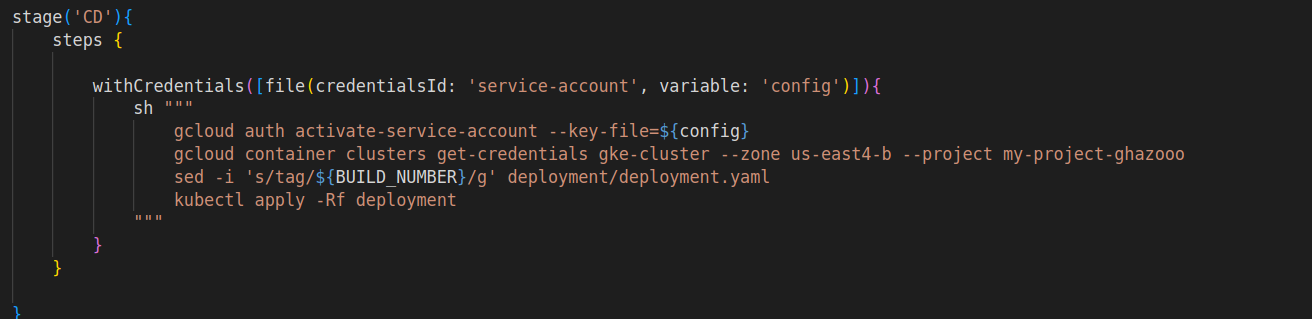 stage('CD'){
steps {
withCredentials([file(credentialsId: 'service-account', variable: 'config')]){
sh """
gcloud auth activate-service-account --key-file=${config}
gcloud container clusters get-credentials gke-cluster --zone us-east4-b --project my-project-ghazooo
sed -i 's/tag/${BUILD_NUMBER}/g' deployment/deployment.yaml
kubectl apply -Rf deployment
"""
}
}
}